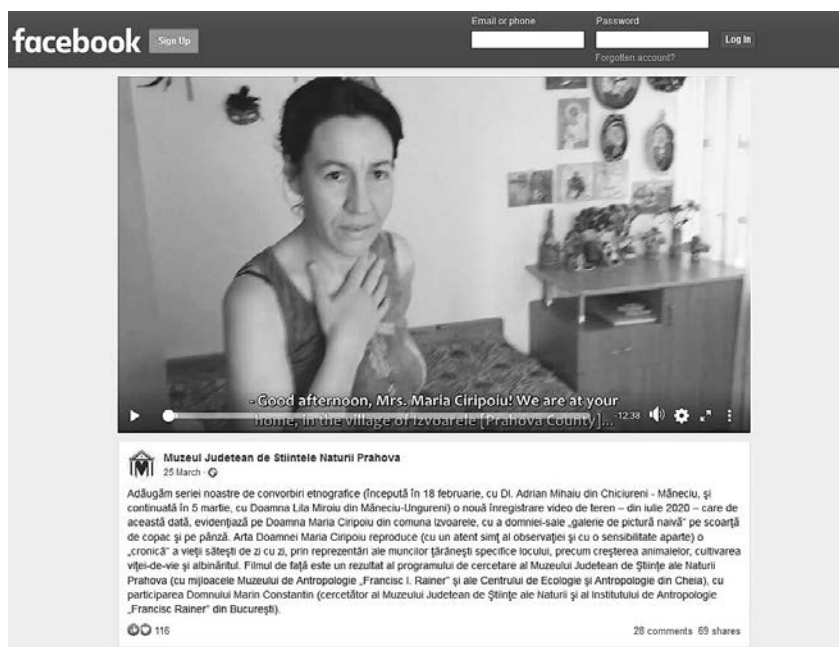 Email or phone
Password
facebook
Sign Up
Log In
Forgotten account?
- Good afternoon, Mrs. Maria Ciripoiu! We are at your
home, in the village of Izvoarele [Prahova County]...
-12:38
Muzeul Judetean de Stiintele Naturii Prahova
25 March ·
Adăugăm seriei noastre de convorbiri etnografice (începută în 18 februarie, cu Dl. Adrian Mihaiu din Chiciureni - Măneciu, și
continuată în 5 martie, cu Doamna Lila Miroiu din Măneciu-Ungureni) o nouă înregistrare video de teren – din iulie 2020 – care de
această dată, evidențiază pe Doamna Maria Ciripoiu din comuna Izvoarele, cu a domniei-sale „galerie de pictură naivă” pe scoarță
de copac și pe pânză. Arta Doamnei Maria Ciripoiu reproduce (cu un atent simț al observației și cu o sensibilitate aparte) o
„cronică” a vieții sătești de zi cu zi, prin reprezentări ale muncilor țărănești specifice locului, precum creșterea animalelor, cultivarea
viței-de-vie și albinăritul. Filmul de față este un rezultat al programului de cercetare al Muzeului Judetean de Științe ale Naturii
Prahova (cu mijloacele Muzeului de Antropologie „Francisc I. Rainer” și ale Centrului de Ecologie și Antropologie din Cheia), cu
participarea Domnului Marin Constantin (cercetător al Muzeului Judetean de Științe ale Naturii și al Institutului de Antropologie
„Francisc Rainer” din București).
116
28 comments 69 shares